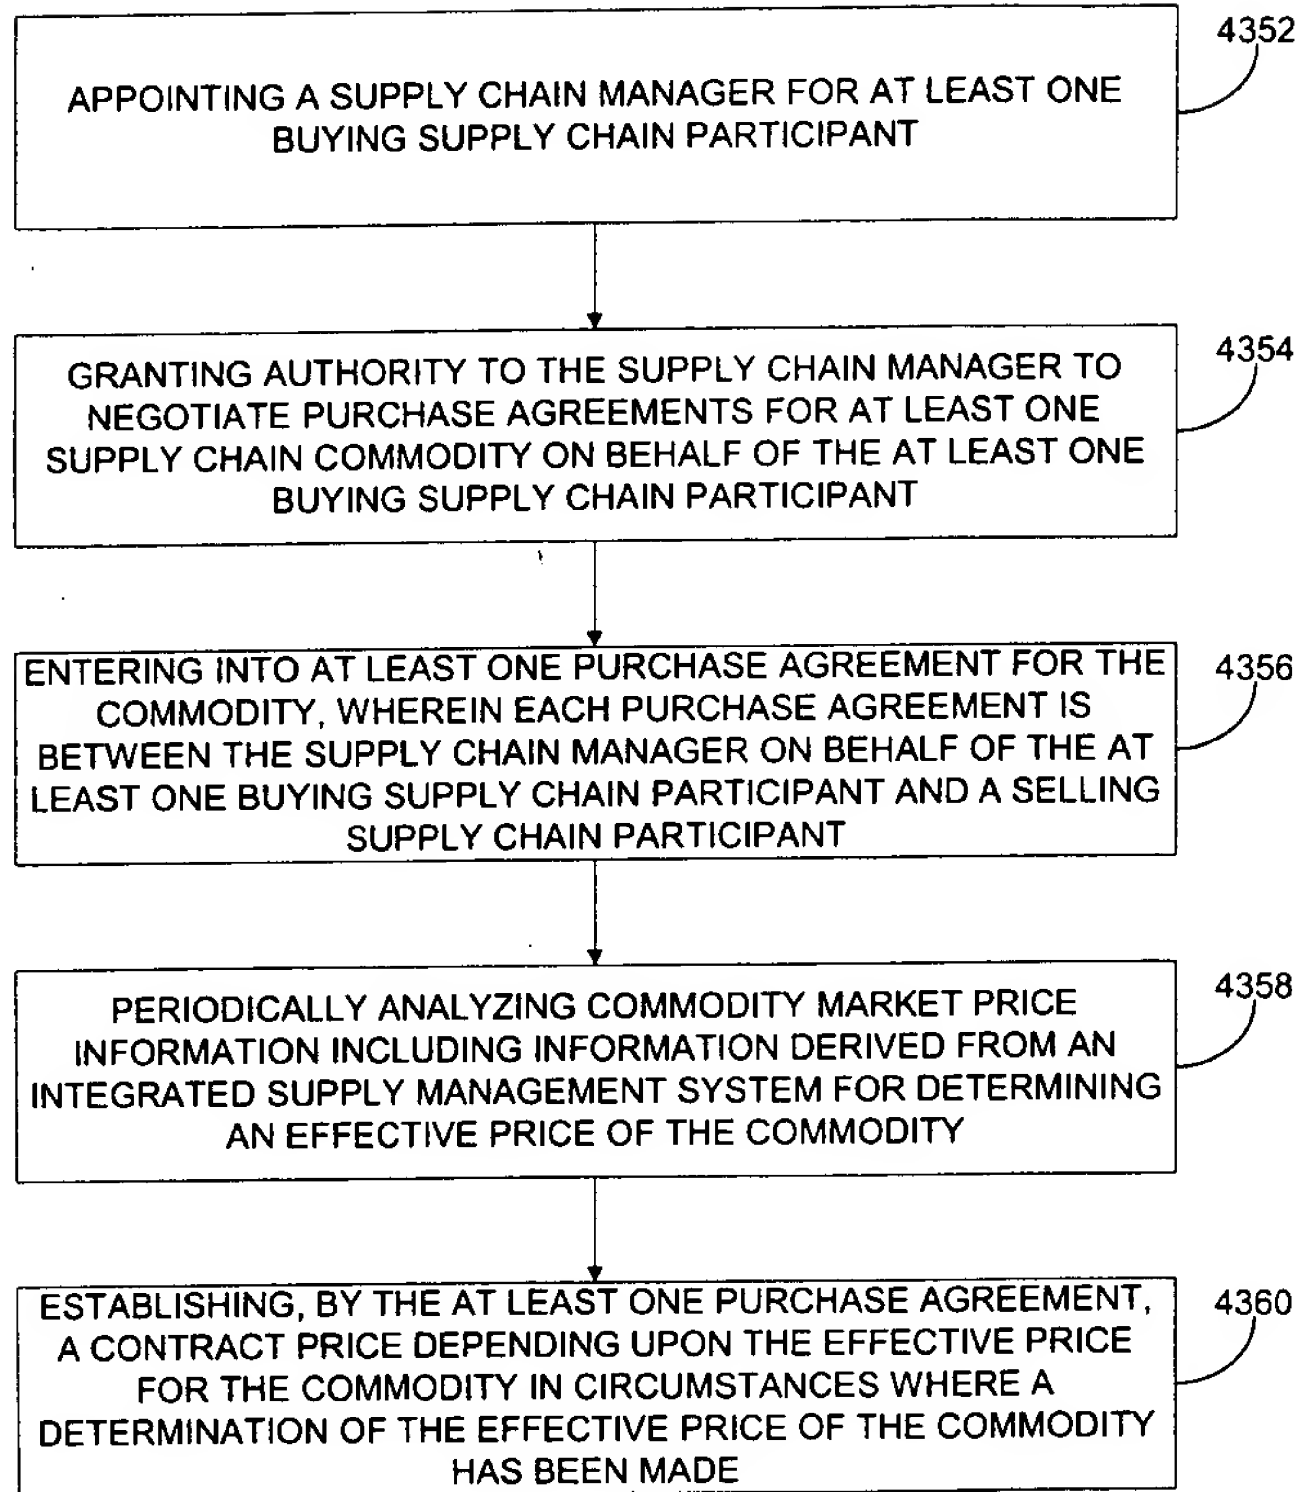 4352
APPOINTING A SUPPLY CHAIN MANAGER FOR AT LEAST ONE
BUYING SUPPLY CHAIN PARTICIPANT
4354
GRANTING AUTHORITY TO THE SUPPLY CHAIN MANAGER TO
NEGOTIATE PURCHASE AGREEMENTS FOR AT LEAST ONE
SUPPLY CHAIN COMMODITY ON BEHALF OF THE AT LEAST ONE
BUYING SUPPLY CHAIN PARTICIPANT
4356
ENTERING INTO AT LEAST ONE PURCHASE AGREEMENT FOR THE
COMMODITY, WHEREIN EACH PURCHASE AGREEMENT IS
BETWEEN THE SUPPLY CHAIN MANAGER ON BEHALF OF THE AT
LEAST ONE BUYING SUPPLY CHAIN PARTICIPANT AND A SELLING
SUPPLY CHAIN PARTICIPANT
4358
PERIODICALLY ANALYZING COMMODITY MARKET PRICE
INFORMATION INCLUDING INFORMATION DERIVED FROM AN
INTEGRATED SUPPLY MANAGEMENT SYSTEM FOR DETERMINING
AN EFFECTIVE PRICE OF THE COMMODITY
4360
ESTABLISHING, BY THE AT LEAST ONE PURCHASE AGREEMENT,
A CONTRACT PRICE DEPENDING UPON THE EFFECTIVE PRICE
FOR THE COMMODITY IN CIRCUMSTANCES WHERE A
DETERMINATION OF THE EFFECTIVE PRICE OF THE COMMODITY
HAS BEEN MADE